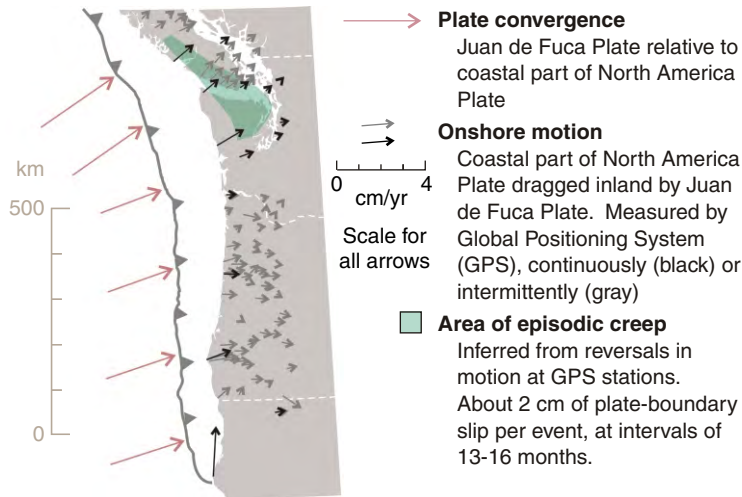 Plate convergence
Juan de Fuca Plate relative to
coastal part of North America
Plate
Onshore motion
Coastal part of North America
Plate dragged inland by Juan
de Fuca Plate.  Measured by
Global Positioning System
(GPS), continuously (black) or
intermittently (gray)
0 4
cm/yr
Scale for
all arrows
Area of episodic creep
Inferred from reversals in
motion at GPS stations.
About 2 cm of plate-boundary
slip per event, at intervals of
13-16 months.
km
500
0